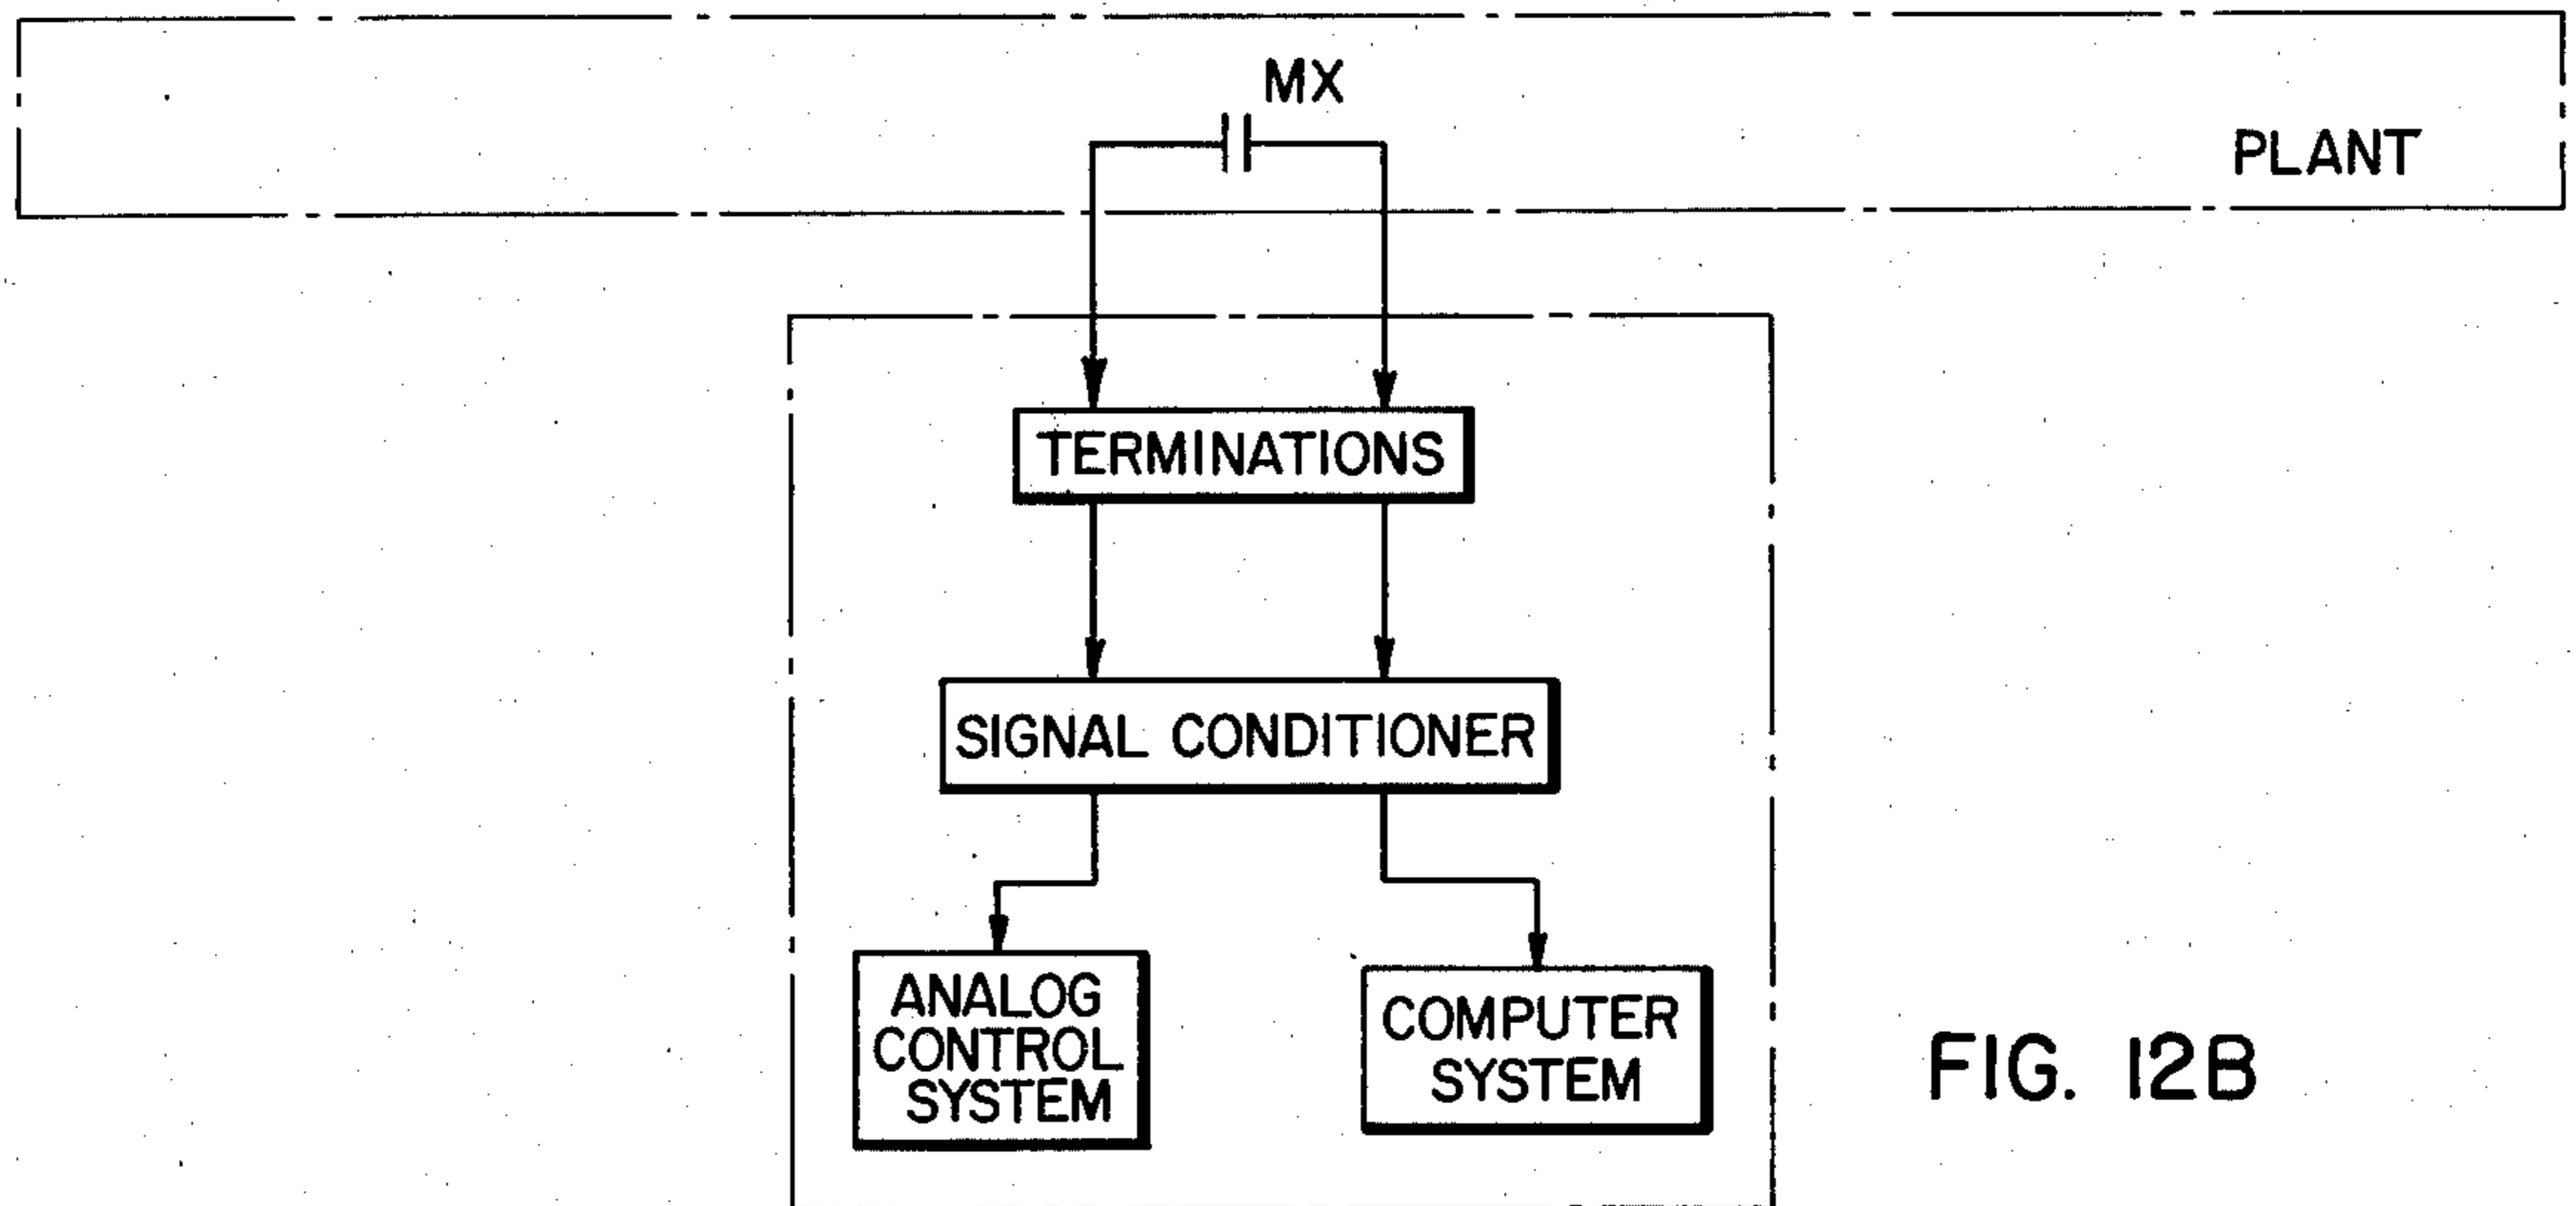 MX
PLANT
TERMINATIONS
SIGNAL CONDITIONER
ANALOG
CONTROL
SYSTEM
COMPUTER
SYSTEM
FIG. 12B